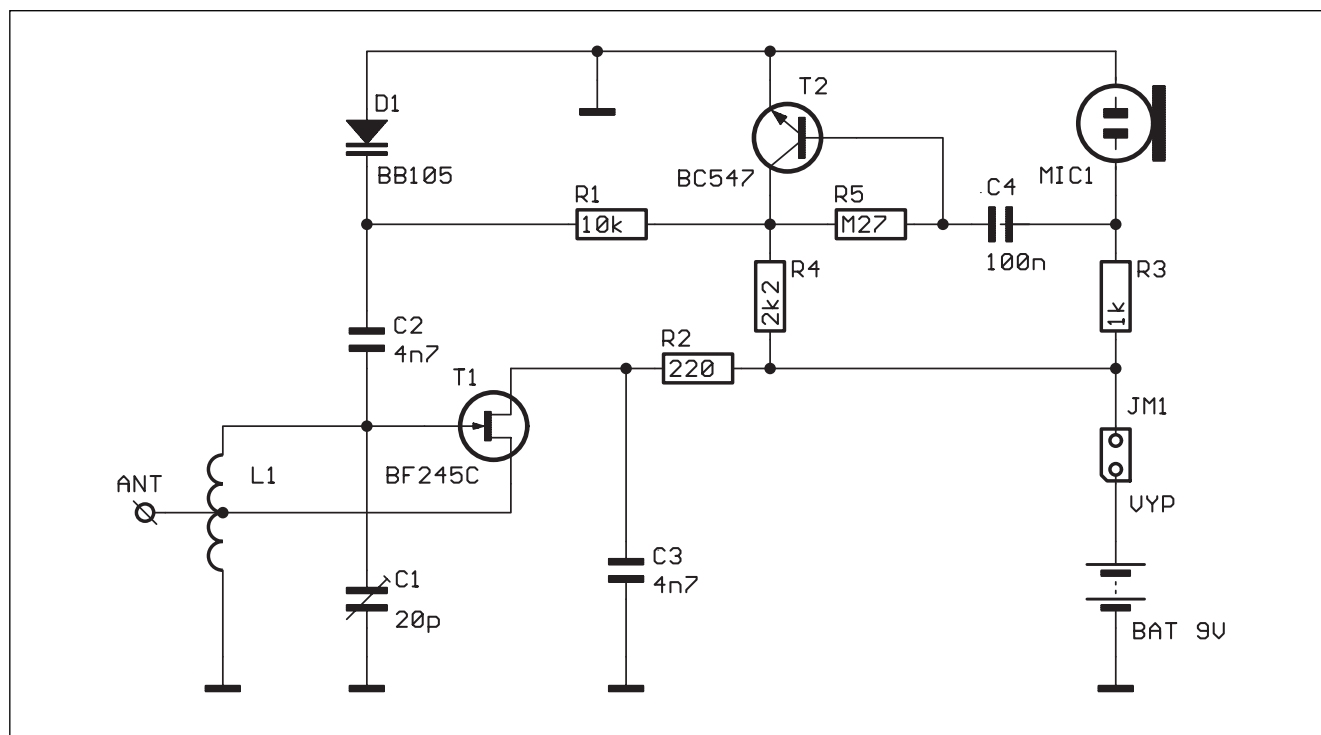 D1
BB105
T2
BC547
MIC1
R1
10k
R5
M27
C4
100n
R4
2k2
R3
1k
C2
4n7
R2
220
T1
BF245C
JM1
VYP
ANT
L1
C1
20p
C3
4n7
BAT 9V